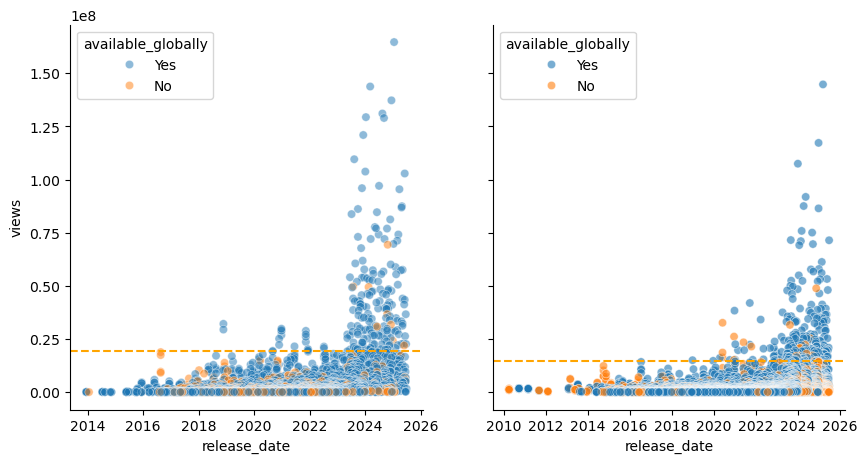 1e8
available_globally
Yes
No
available_globally
Yes
No
1.50
1.25
1.00
0.75
0.50
0.25
0.00
views
2014 2016 2018 2020 2022 2024 2026
release_date
2010 2012 2014 2016 2018 2020 2022 2024 2026
release_date